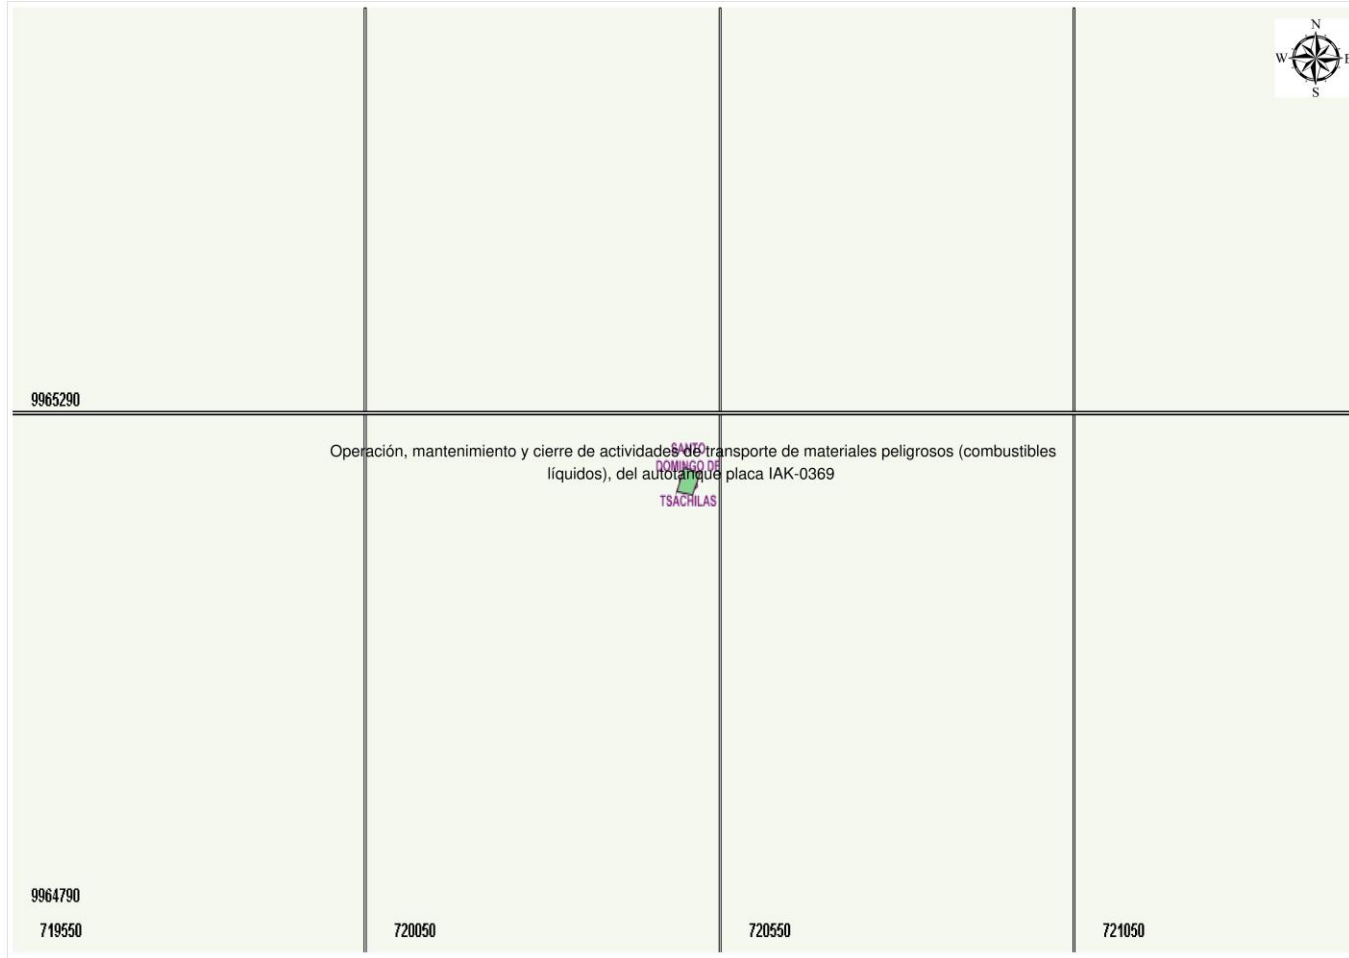 N
W E
S
9965290
SANTO
Operación, mantenimiento y cierre de actividades de transporte de materiales peligrosos (combustibles
DOMINGO DE
líquidos), del autotanque placa IAK-0369
TSACHILAS
9964790
719550 720050 720550 721050